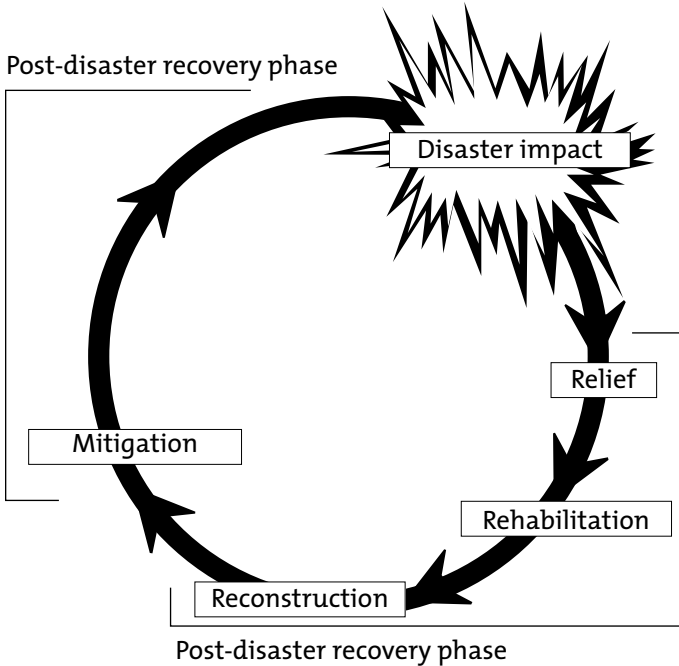 Post-disaster recovery phase
Disaster impact
Relief
Mitigation
Rehabilitation
Reconstruction
Post-disaster recovery phase